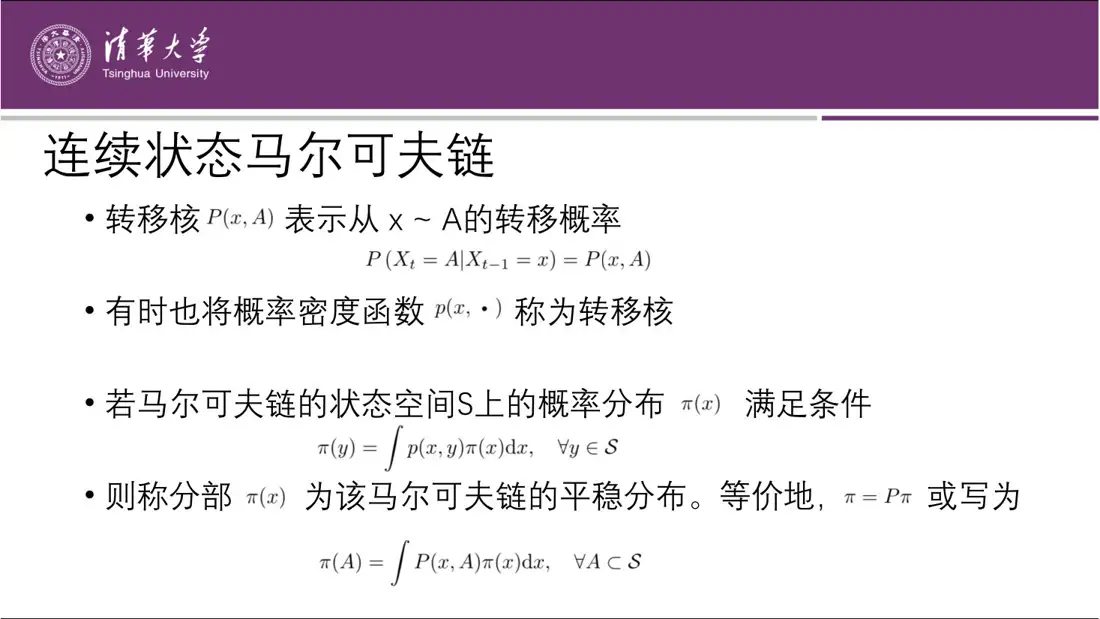 清华大学
Tsinghua University
连续状态马尔可夫链
• 转移核 P(x, A) 表示从 x ~ A的转移概率
P (X_t = A|X_{t−1} = x) = P(x, A)
• 有时也将概率密度函数 p(x, •) 称为转移核
• 若马尔可夫链的状态空间S上的概率分布 π(x) 满足条件
π(y) = ∫ p(x, y)π(x)dx, ∀y ∈ 𝒮
• 则称分部 π(x) 为该马尔可夫链的平稳分布。等价地, π = Pπ 或写为
π(A) = ∫ P(x, A)π(x)dx, ∀A ⊂ 𝒮